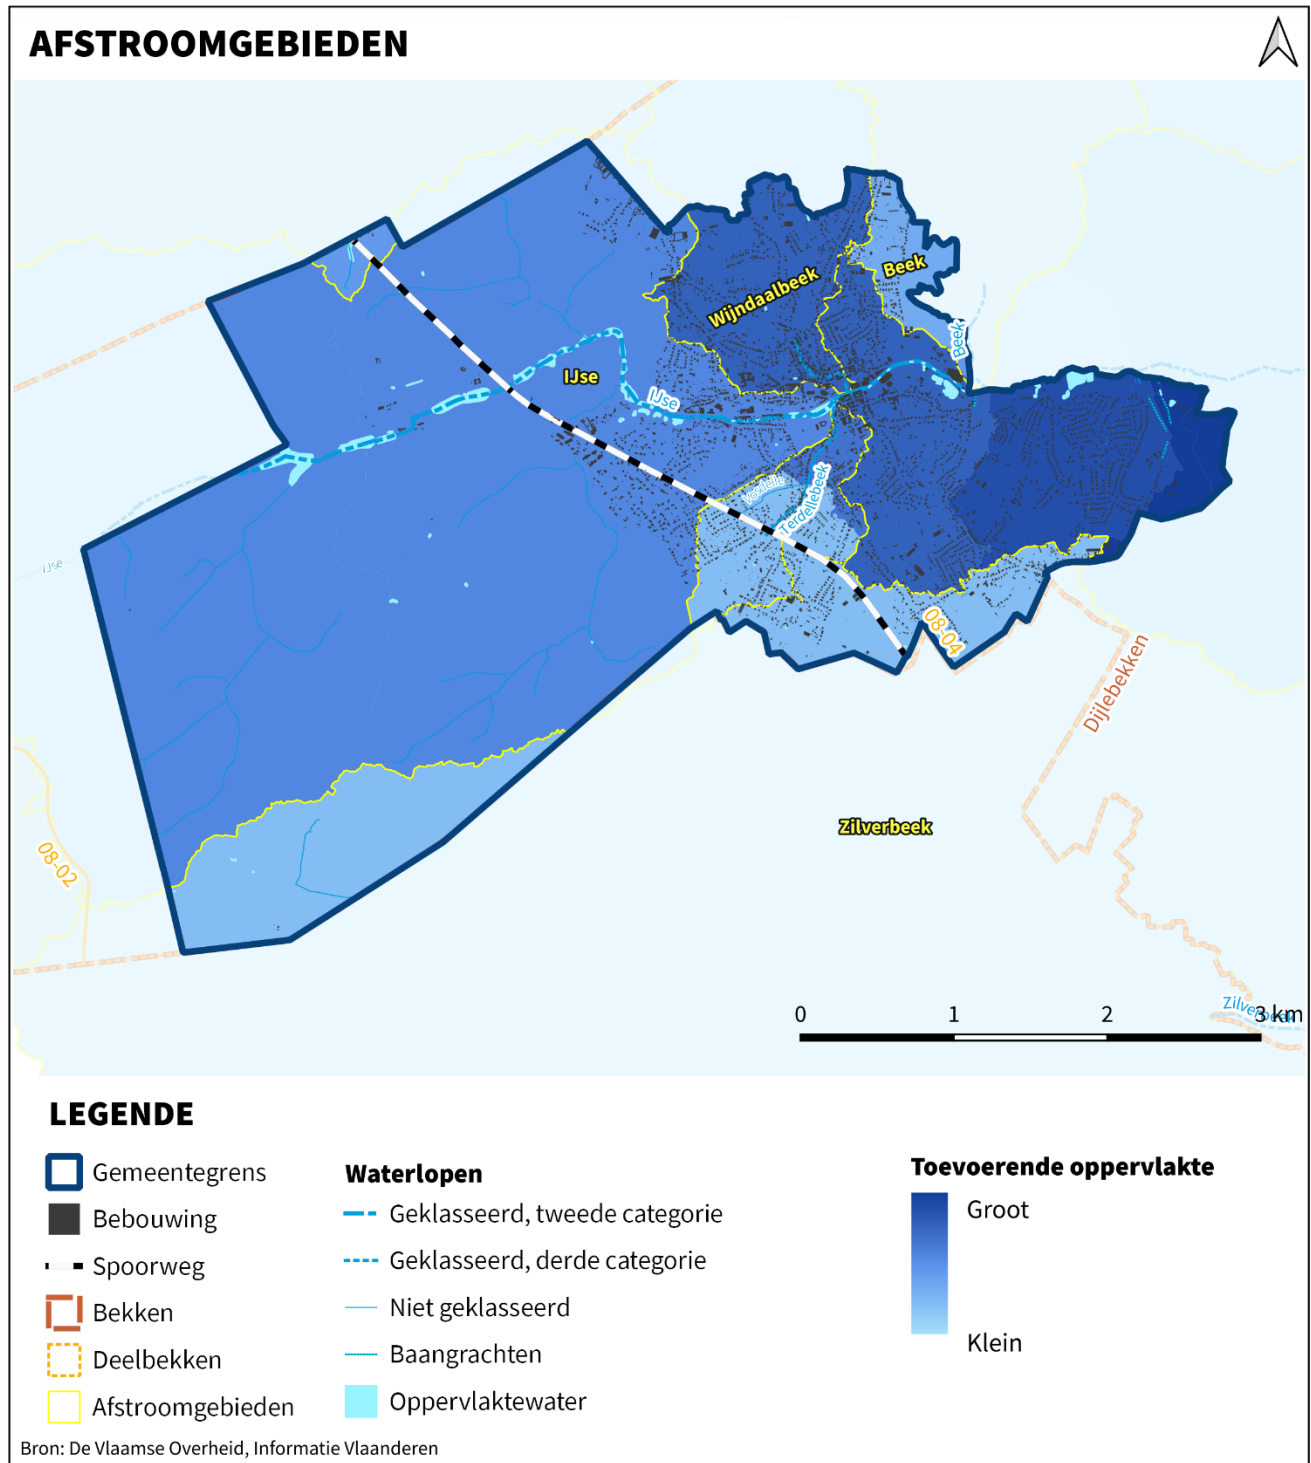 AFSTROOMGEBIEDEN
Wijndaalbeek
Beek
Beek
IJse
IJse
Vosdelle
Terdellebeek
IJse
08-04
Dijlebekken
Zilverbeek
08-02
Zilverbeek
0 1 2 3 km
LEGENDE
Gemeentegrens
Bebouwing
Spoorweg
Bekken
Deelbekken
Afstroomgebieden
Waterlopen
Geklasseerd, tweede categorie
Geklasseerd, derde categorie
Niet geklasseerd
Baangrachten
Oppervlaktewater
Toevoerende oppervlakte
Groot
Klein
Bron: De Vlaamse Overheid, Informatie Vlaanderen